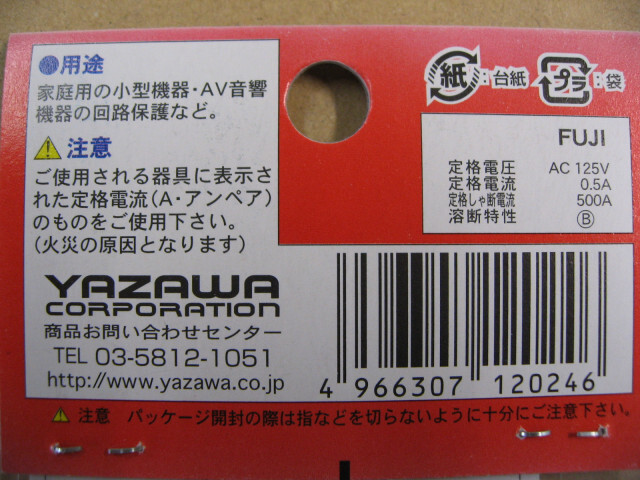 用途
家庭用の小型機器・AV音響
機器の回路保護など。
注意
ご使用される器具に表示さ
れた定格電流(A・アンペア)
のものをご使用下さい。
(火災の原因となります)
YAZAWA
CORPORATION
商品お問い合わせセンター
TEL 03-5812-1051
http://www.yazawa.co.jp
紙:台紙 プラ:袋
FUJI
定格電圧 AC 125V
定格電流 0.5A
定格しゃ断電流 500A
溶断特性 Ⓑ
4 966307 120246
注意 パッケージ開封の際は指などを切らないように十分にご注意下さい。